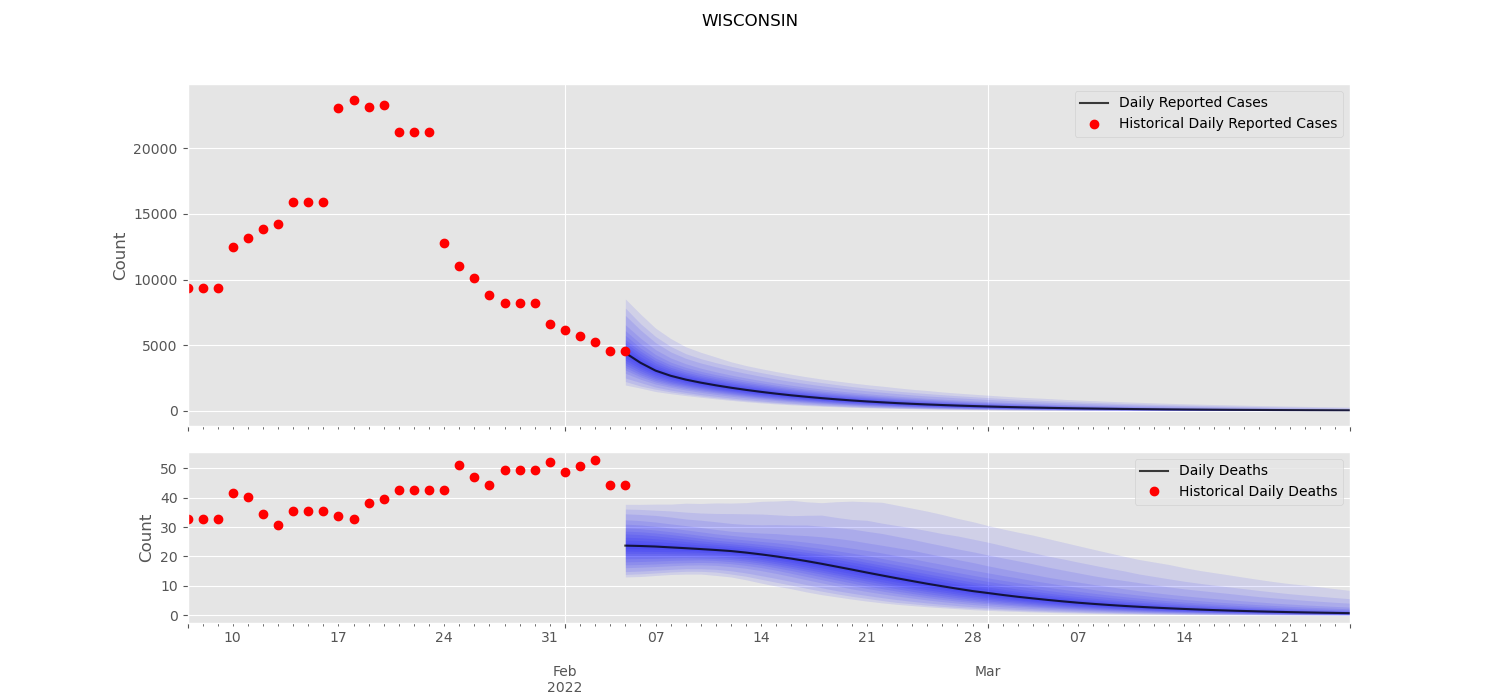 WISCONSIN
Daily Reported Cases
Historical Daily Reported Cases
Count
20000
15000
10000
5000
0
Daily Deaths
Historical Daily Deaths
Count
50
40
30
20
10
0
10 17 24 31 07 14 21 28 07 14 21
Feb Mar
2022